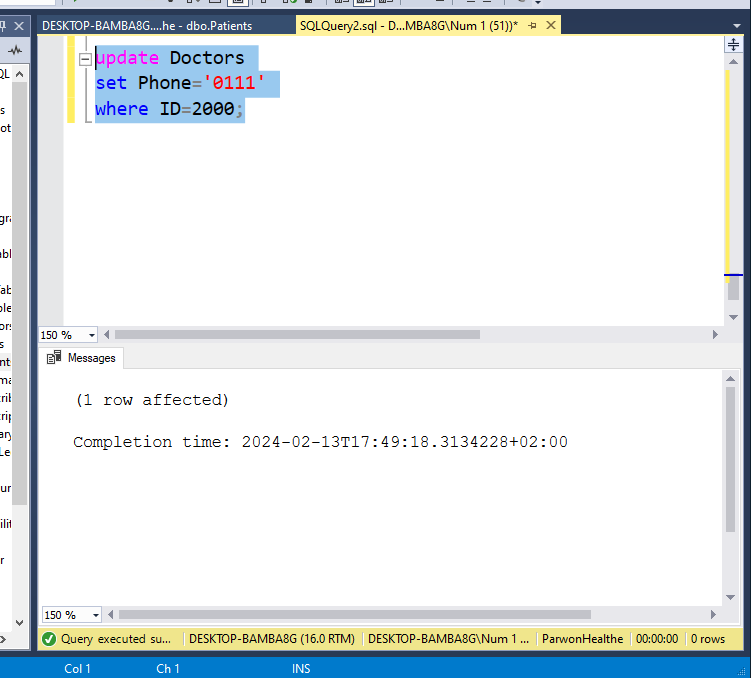 DESKTOP-BAMBA8G....he - dbo.Patients
SQLQuery2.sql - D...MBA8G\Num 1 (51))*
update Doctors
set Phone='0111'
where ID=2000;
150 %
Messages
(1 row affected)
Completion time: 2024-02-13T17:49:18.3134228+02:00
150 %
Query executed su...
DESKTOP-BAMBA8G (16.0 RTM)
DESKTOP-BAMBA8G\Num 1 ...
ParwonHealthe
00:00:00
0 rows
Col 1
Ch 1
INS